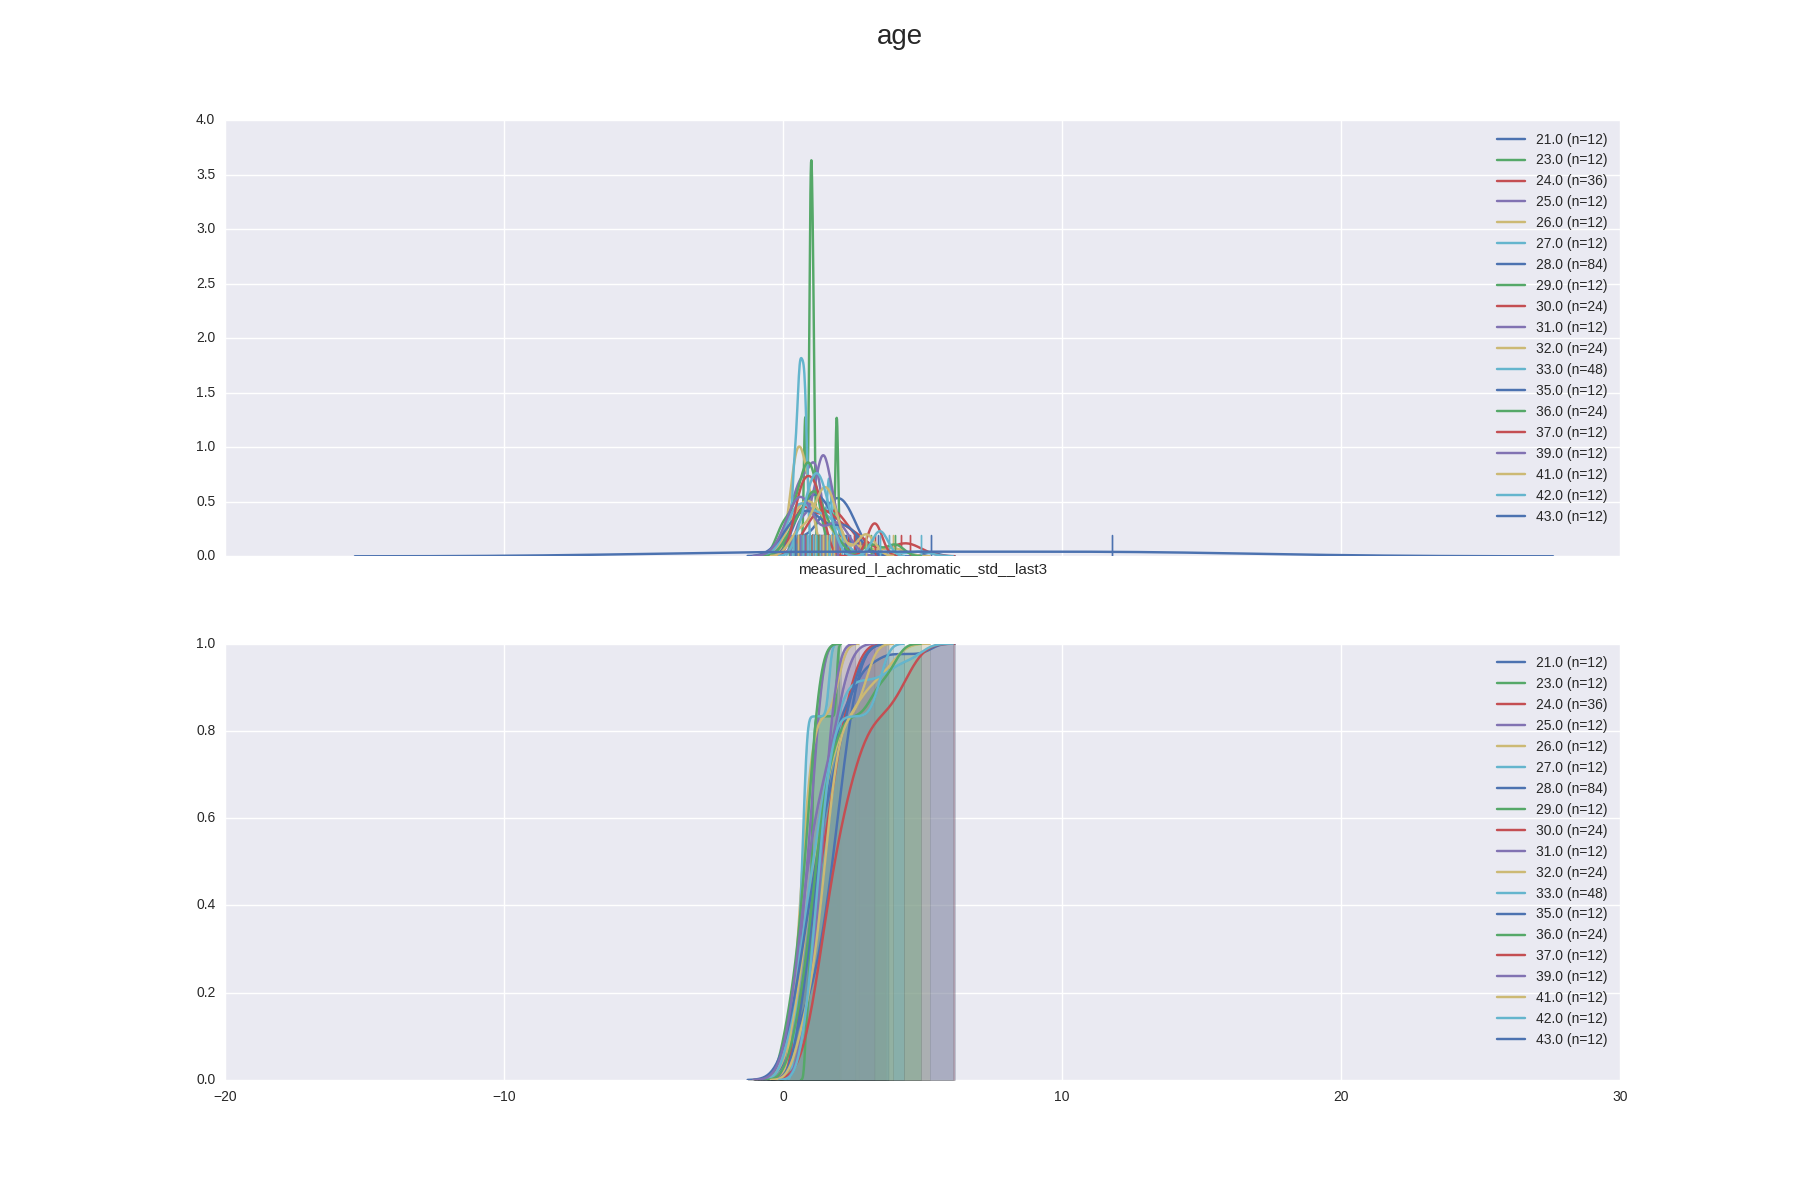 age
4.0
3.5
3.0
2.5
2.0
1.5
1.0
0.5
0.0
21.0 (n=12)
23.0 (n=12)
24.0 (n=36)
25.0 (n=12)
26.0 (n=12)
27.0 (n=12)
28.0 (n=84)
29.0 (n=12)
30.0 (n=24)
31.0 (n=12)
32.0 (n=24)
33.0 (n=48)
35.0 (n=12)
36.0 (n=24)
37.0 (n=12)
39.0 (n=12)
41.0 (n=12)
42.0 (n=12)
43.0 (n=12)
measured_l_achromatic__std__last3
1.0
0.8
0.6
0.4
0.2
0.0
21.0 (n=12)
23.0 (n=12)
24.0 (n=36)
25.0 (n=12)
26.0 (n=12)
27.0 (n=12)
28.0 (n=84)
29.0 (n=12)
30.0 (n=24)
31.0 (n=12)
32.0 (n=24)
33.0 (n=48)
35.0 (n=12)
36.0 (n=24)
37.0 (n=12)
39.0 (n=12)
41.0 (n=12)
42.0 (n=12)
43.0 (n=12)
−20 −10 0 10 20 30